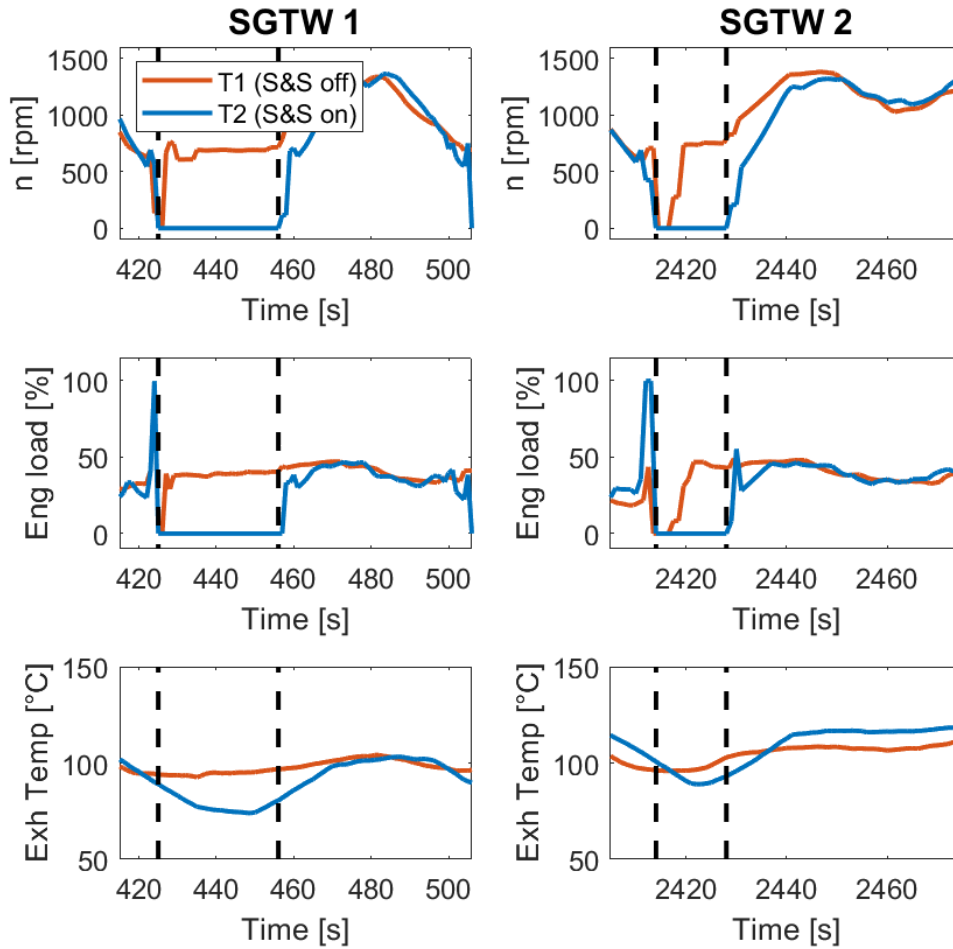 SGTW 1
SGTW 2
n [rpm]
1500
1000
500
0
T1 (S&S off)
T2 (S&S on)
420 440 460 480 500
Time [s]
n [rpm]
1500
1000
500
0
2420 2440 2460
Time [s]
Eng load [%]
100
50
0
420 440 460 480 500
Time [s]
Eng load [%]
100
50
0
2420 2440 2460
Time [s]
Exh Temp [°C]
150
100
50
420 440 460 480 500
Time [s]
Exh Temp [°C]
150
100
50
2420 2440 2460
Time [s]